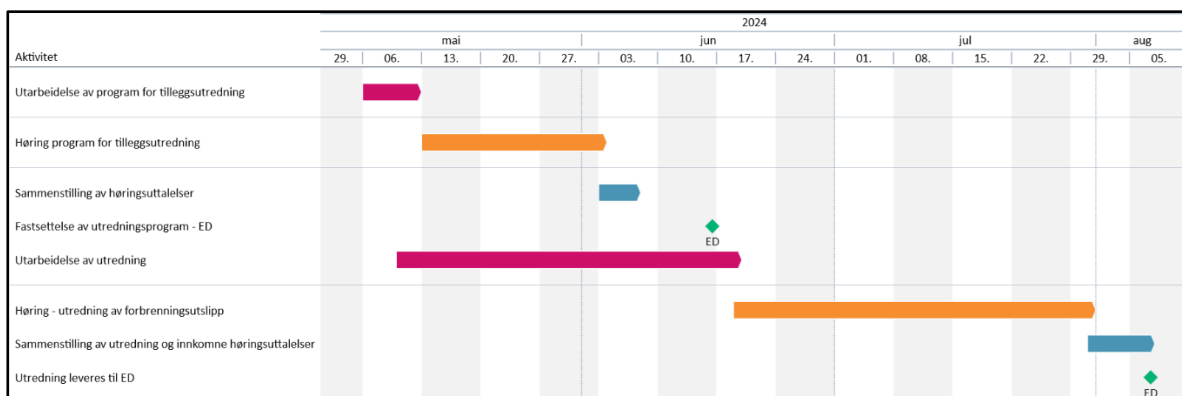 2024
mai jun jul aug
Aktivitet 29. 06. 13. 20. 27. 03. 10. 17. 24. 01. 08. 15. 22. 29. 05.
Utarbeidelse av program for tilleggsutredning
Høring program for tilleggsutredning
Sammenstilling av høringsuttalelser
Fastsettelse av utredningsprogram - ED
ED
Utarbeidelse av utredning
Høring - utredning av forbrenningsutslipp
Sammenstilling av utredning og innkomne høringsuttalelser
Utredning leveres til ED
ED